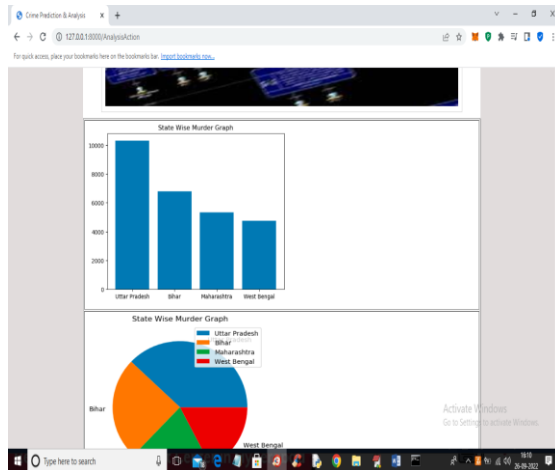 Crime Prediction & Analysis
127.0.0.1:8000/AnalysisAction
For quick access, place your bookmarks here on the bookmarks bar. Import bookmarks now...
State Wise Murder Graph
10000
8000
6000
4000
2000
0
Uttar Pradesh Bihar Maharashtra West Bengal
State Wise Murder Graph
Uttar Pradesh
Bihar
Maharashtra
West Bengal
Bihar
West Bengal
Activate Windows
Go to Settings to activate Windows.
Type here to search
16:10
26-09-2022